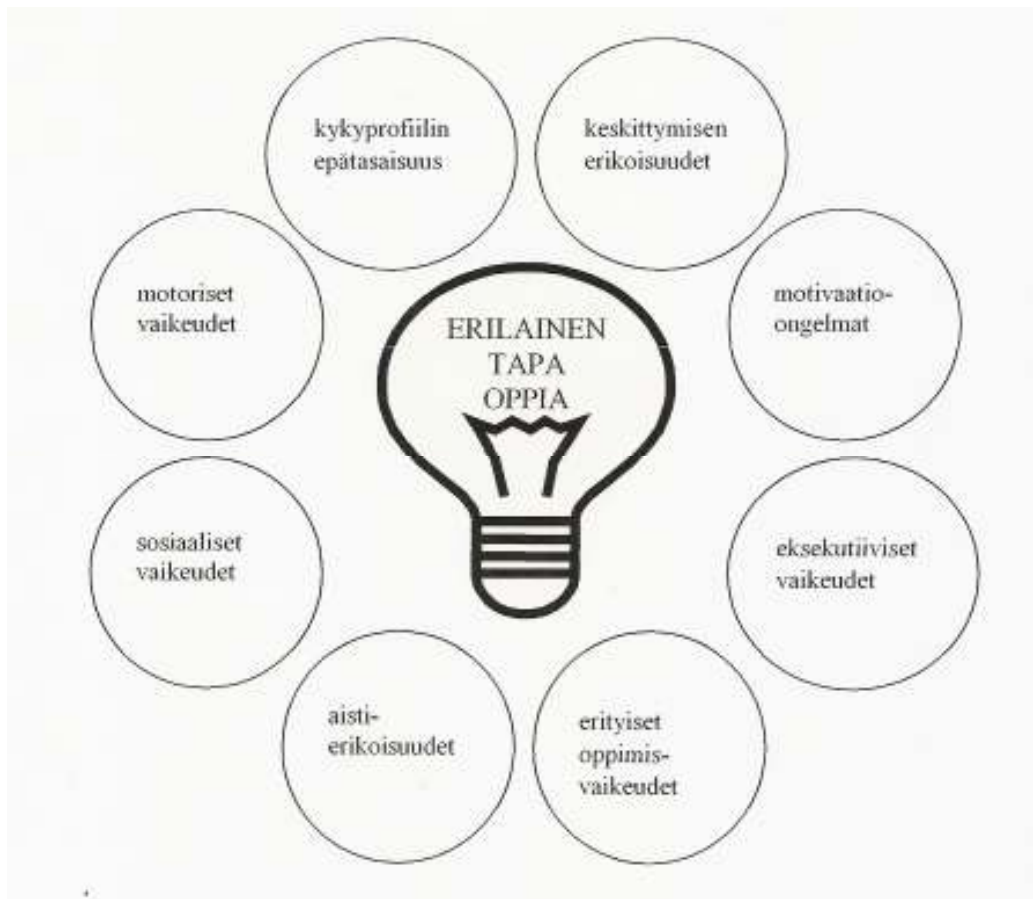 kykyprofiilin
epätasaisuus
keskittymisen
erikoisuudet
motoriset
vaikeudet
motivaatio-
ongelmat
ERILAINEN
TAPA
OPPIA
sosiaaliset
vaikeudet
eksekutiiviset
vaikeudet
aisti-
erikoisuudet
erityiset
oppimis-
vaikeudet